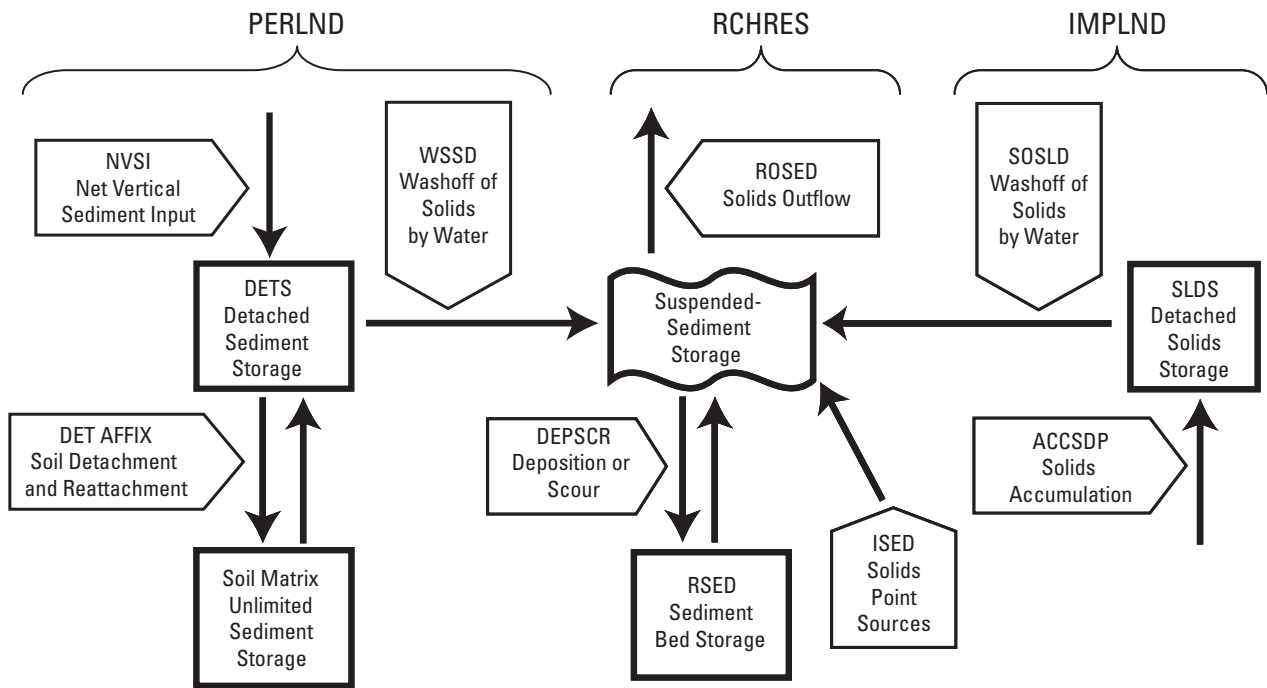 PERLND
RCHRES
IMPLND
NVSI
Net Vertical
Sediment Input
WSSD
Washoff of
Solids
by Water
ROSED
Solids Outflow
SOSLD
Washoff of
Solids
by Water
DETS
Detached
Sediment
Storage
Suspended-
Sediment
Storage
SLDS
Detached
Solids
Storage
DET AFFIX
Soil Detachment
and Reattachment
DEPSCR
Deposition or
Scour
ACCSDP
Solids
Accumulation
Soil Matrix
Unlimited
Sediment
Storage
RSED
Sediment
Bed Storage
ISED
Solids
Point
Sources